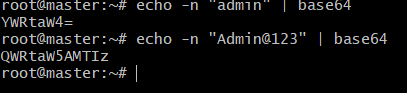 root@master:~# echo -n "admin" | base64
YWRtaW4=
root@master:~# echo -n "Admin@123" | base64
QWRtaW5AMTIz
root@master:~#